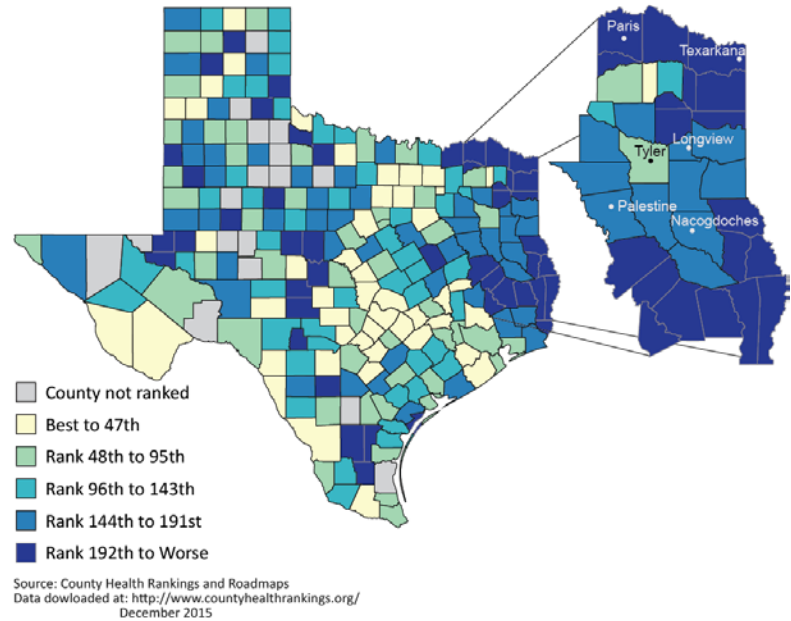 Paris
Texarkana
Longview
Tyler
Palestine
Nacogdoches
County not ranked
Best to 47th
Rank 48th to 95th
Rank 96th to 143th
Rank 144th to 191st
Rank 192th to Worse
Source: County Health Rankings and Roadmaps
Data dowloaded at: http://www.countyhealthrankings.org/
December 2015